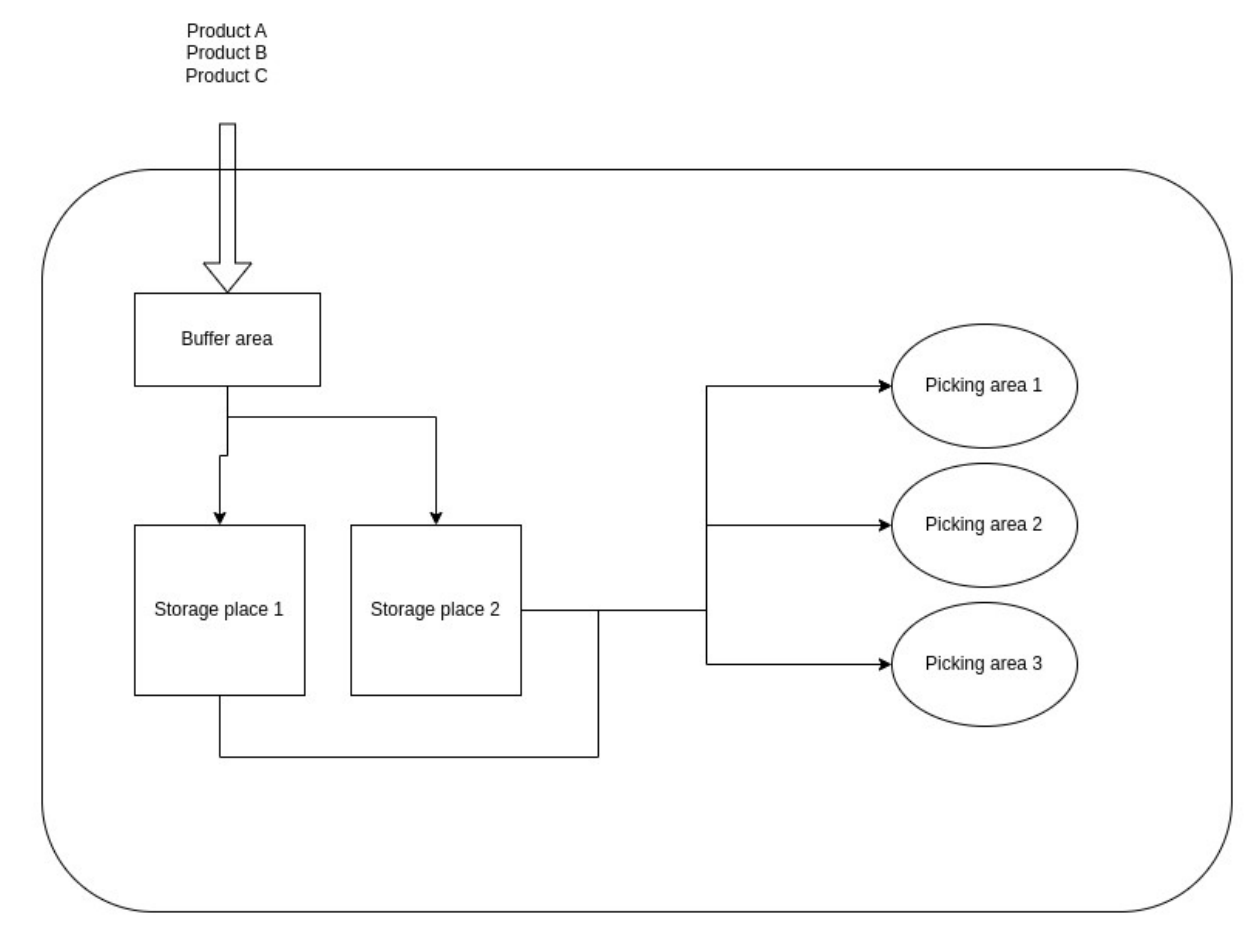 Product A
Product B
Product C
Buffer area
Picking area 1
Picking area 2
Storage place 1
Storage place 2
Picking area 3